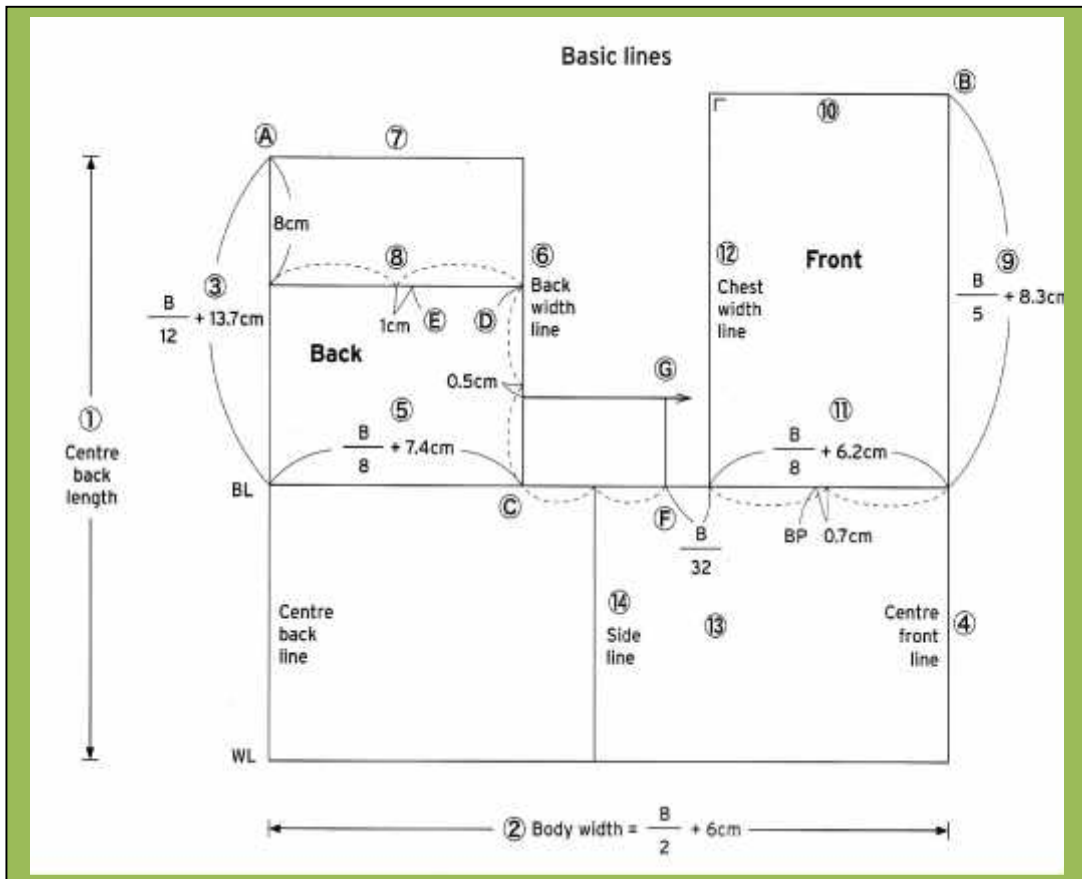 Basic lines
Ⓑ
⑩
Ⓐ
⑦
8cm
⑧
⑥
Back
width
line
⑫
Chest
width
line
Front
⑨
B
5
+ 8.3cm
③
B
12
+ 13.7cm
1cm
Ⓔ
Ⓓ
Back
0.5cm
Ⓖ
①
Centre
back
length
⑤
B
8
+ 7.4cm
⑪
B
8
+ 6.2cm
BL
Ⓒ
Ⓕ
B
32
BP
0.7cm
Centre
back
line
⑭
Side
line
⑬
Centre
front
line
④
WL
② Body width = B
2
+ 6cm